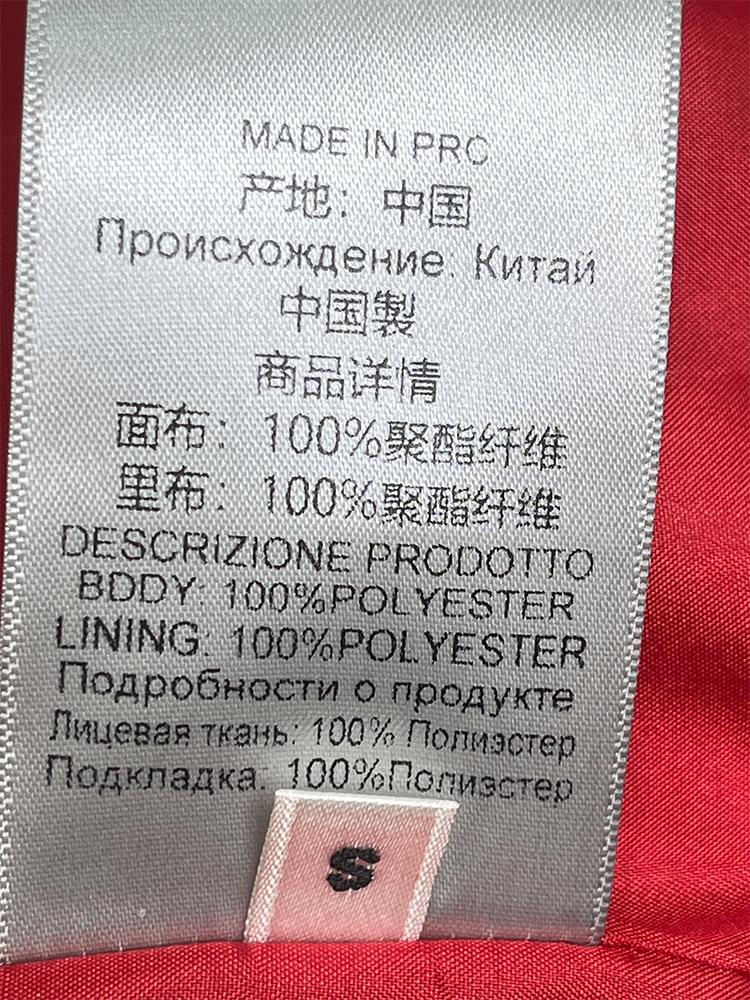 MADE IN PRC
产地：中国
Происхождение: Китай
中国製
商品详情
面布：100%聚酯纤维
里布：100%聚酯纤维
DESCRIZIONE PRODOTTO
BDDY: 100%POLYESTER
LINING: 100%POLYESTER
Подробности о продукте
Лицевая ткань: 100% Полиэстер
Подкладка: 100%Полиэстер
S